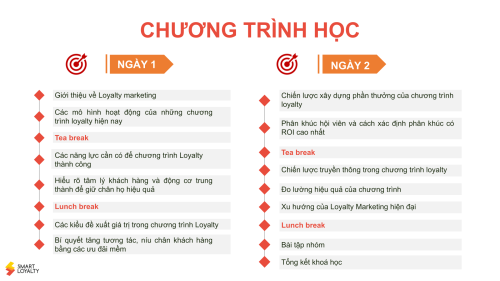 CHƯƠNG TRÌNH HỌC
NGÀY 1
Giới thiệu về Loyalty marketing
Các mô hình hoạt động của những chương
trình loyalty hiện nay
Tea break
Các năng lực cần có để chương trình Loyalty
thành công
Hiểu rõ tâm lý khách hàng và động cơ trung
thành để giữ chân họ hiệu quả
Lunch break
Các kiểu đề xuất giá trị trong chương trình Loyalty
Bí quyết tăng tương tác, níu chân khách hàng
bằng các ưu đãi mềm
NGÀY 2
Chiến lược xây dựng phần thưởng của chương trình
loyalty
Phân khúc hội viên và cách xác định phân khúc có
ROI cao nhất
Tea break
Chiến lược truyền thông trong chương trình loyalty
Đo lường hiệu quả của chương trình
Xu hướng của Loyalty Marketing hiện đại
Lunch break
Bài tập nhóm
Tổng kết khoá học
SMART
LOYALTY